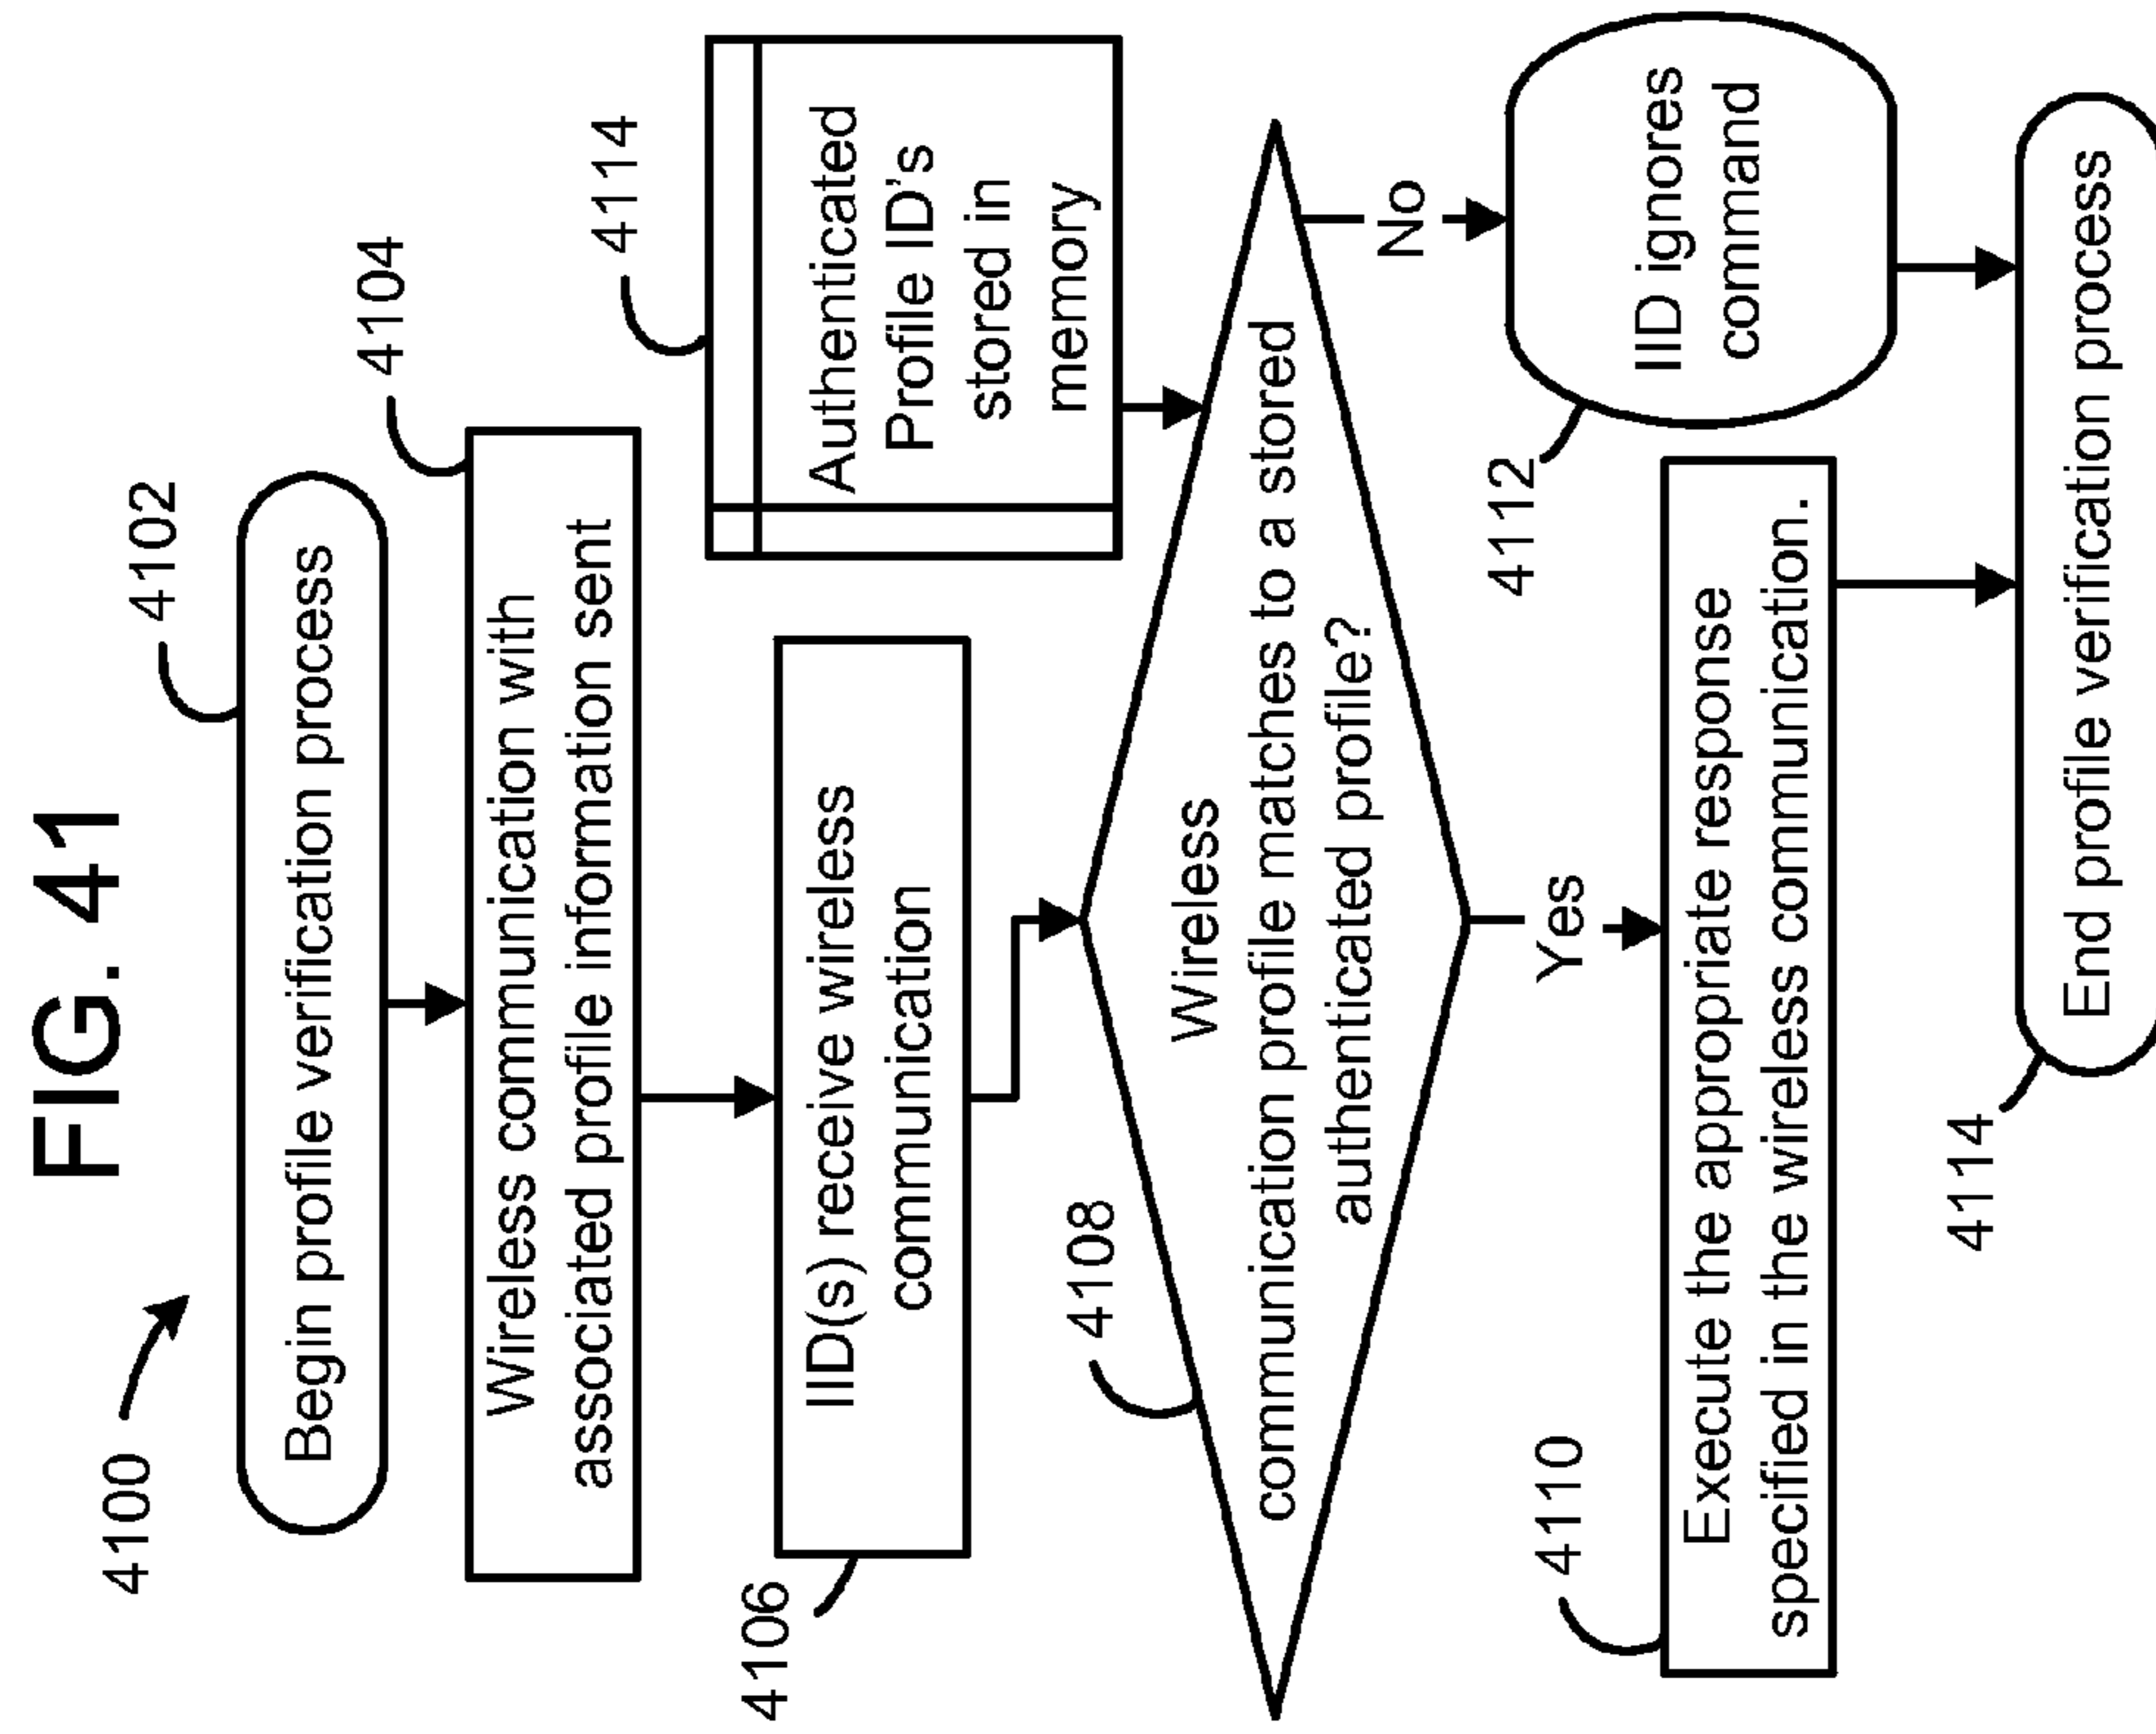 FIG. 41
4100
4102
Begin profile verification process
4104
Wireless communication with
associated profile information sent
4106
IID(s) receive wireless
communication
4114
Authenticated
Profile ID's
stored in
memory
4108
Wireless
communication profile matches to a stored
authenticated profile?
No
Yes
4110
Execute the appropriate response
specified in the wireless communication.
4112
IID ignores
command
4114
End profile verification process